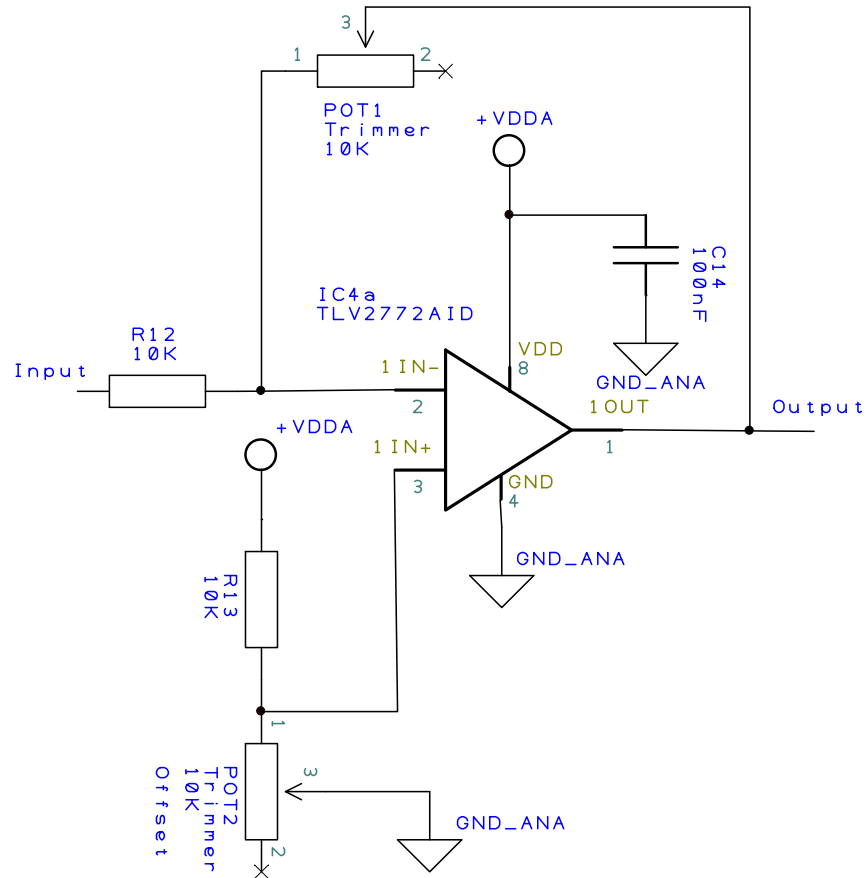 3
1
2
POT1
Trimmer
10K
+VDDA
C14
100nF
IC4a
TLV2772AID
R12
10K
Input
1IN-
2
VDD
8
GND_ANA
1OUT
1
Output
+VDDA
1IN+
3
GND
4
GND_ANA
R13
10K
1
3
POT2
Trimmer
10K
Offset
2
GND_ANA